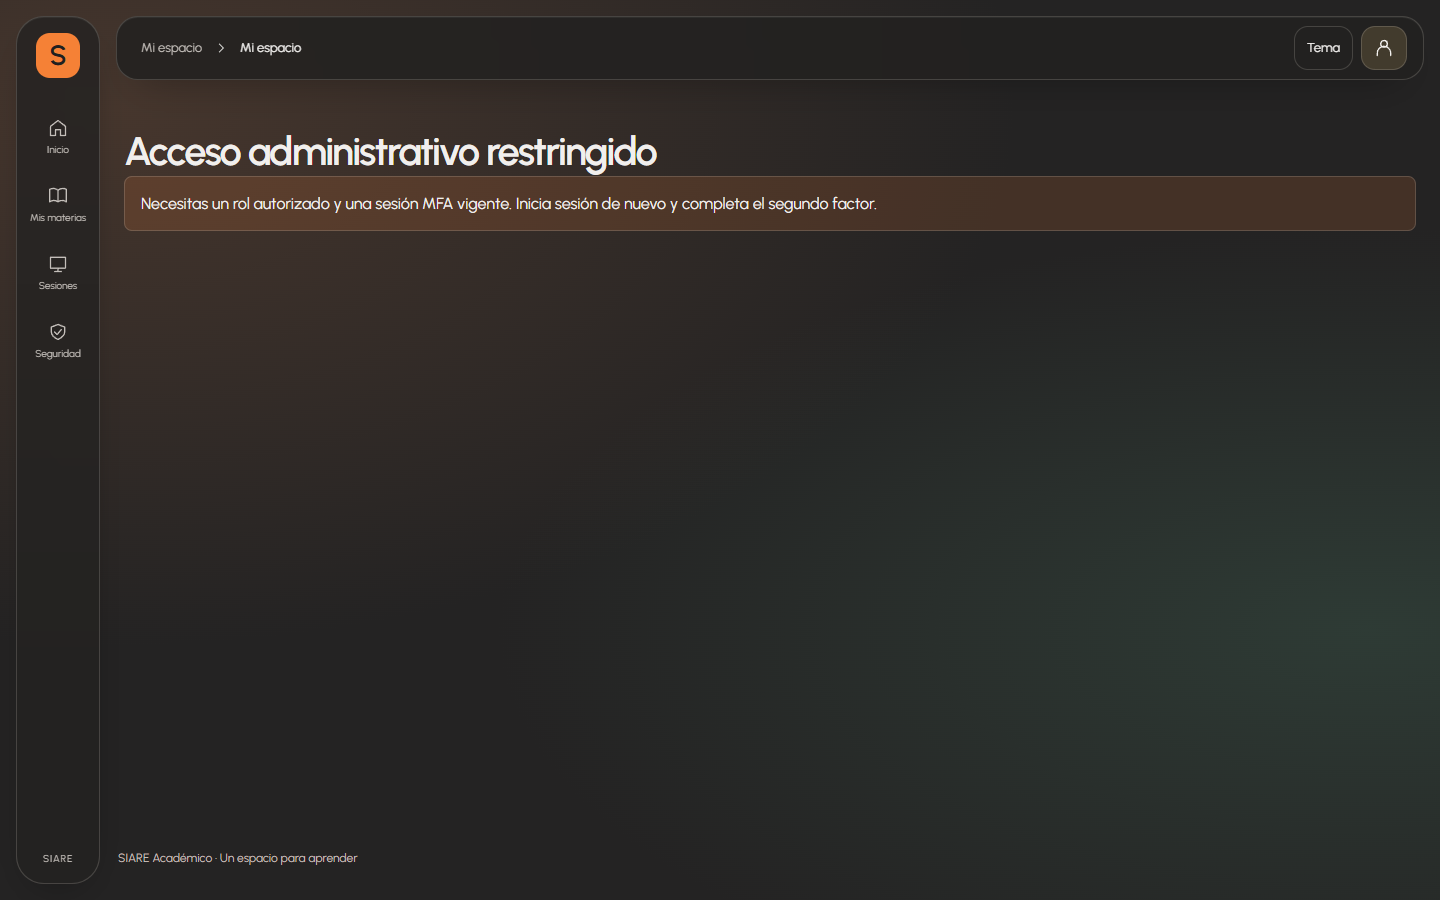 S
Mi espacio > Mi espacio
Tema
Inicio
Mis materias
Sesiones
Seguridad
Acceso administrativo restringido
Necesitas un rol autorizado y una sesión MFA vigente. Inicia sesión de nuevo y completa el segundo factor.
SIARE
SIARE Académico · Un espacio para aprender